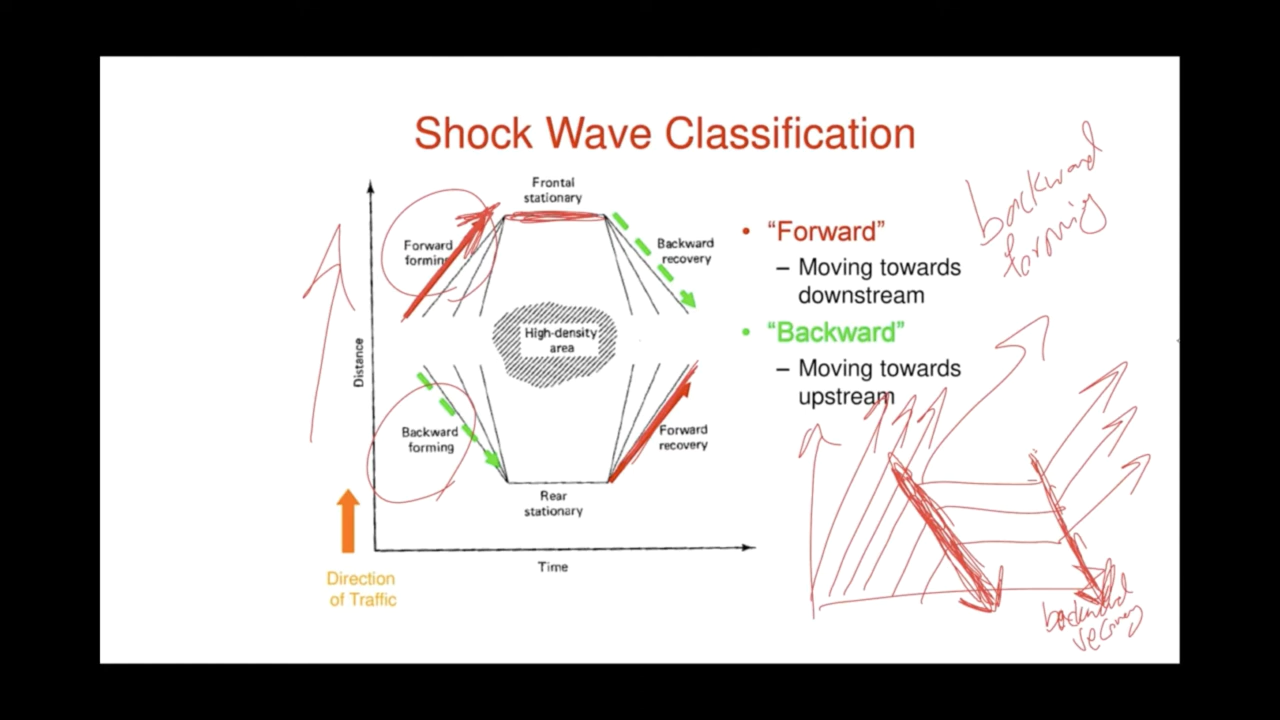 Shock Wave Classification
Frontal
stationary
Forward
forming
Backward
recovery
High-density
area
Distance
Backward
forming
Forward
recovery
Rear
stationary
Time
Direction
of Traffic
• “Forward”
– Moving towards
downstream
• “Backward”
– Moving towards
upstream
backward
forming
backward
recovery